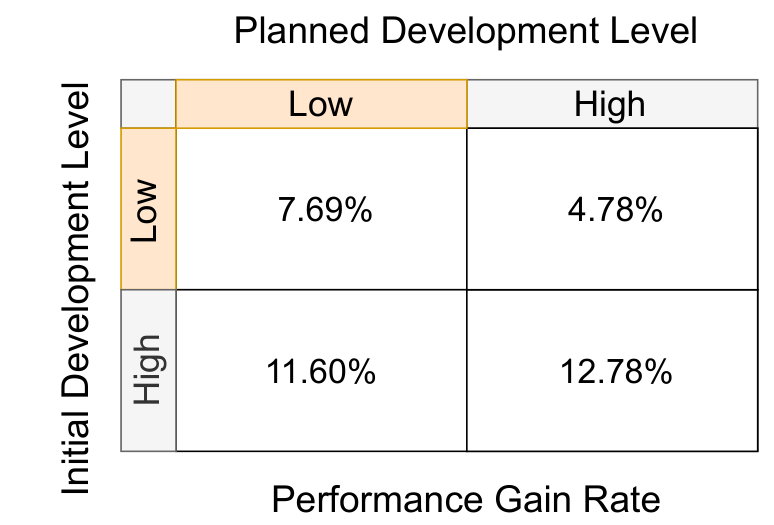 Planned Development Level
Low
High
Initial Development Level
Low
7.69%
4.78%
High
11.60%
12.78%
Performance Gain Rate